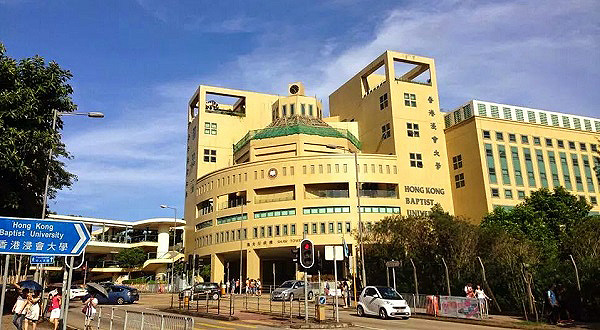 香港浸會大學
HONG KONG
BAPTIST
UNIVERSITY
Hong Kong
Baptist University
香港浸會大學